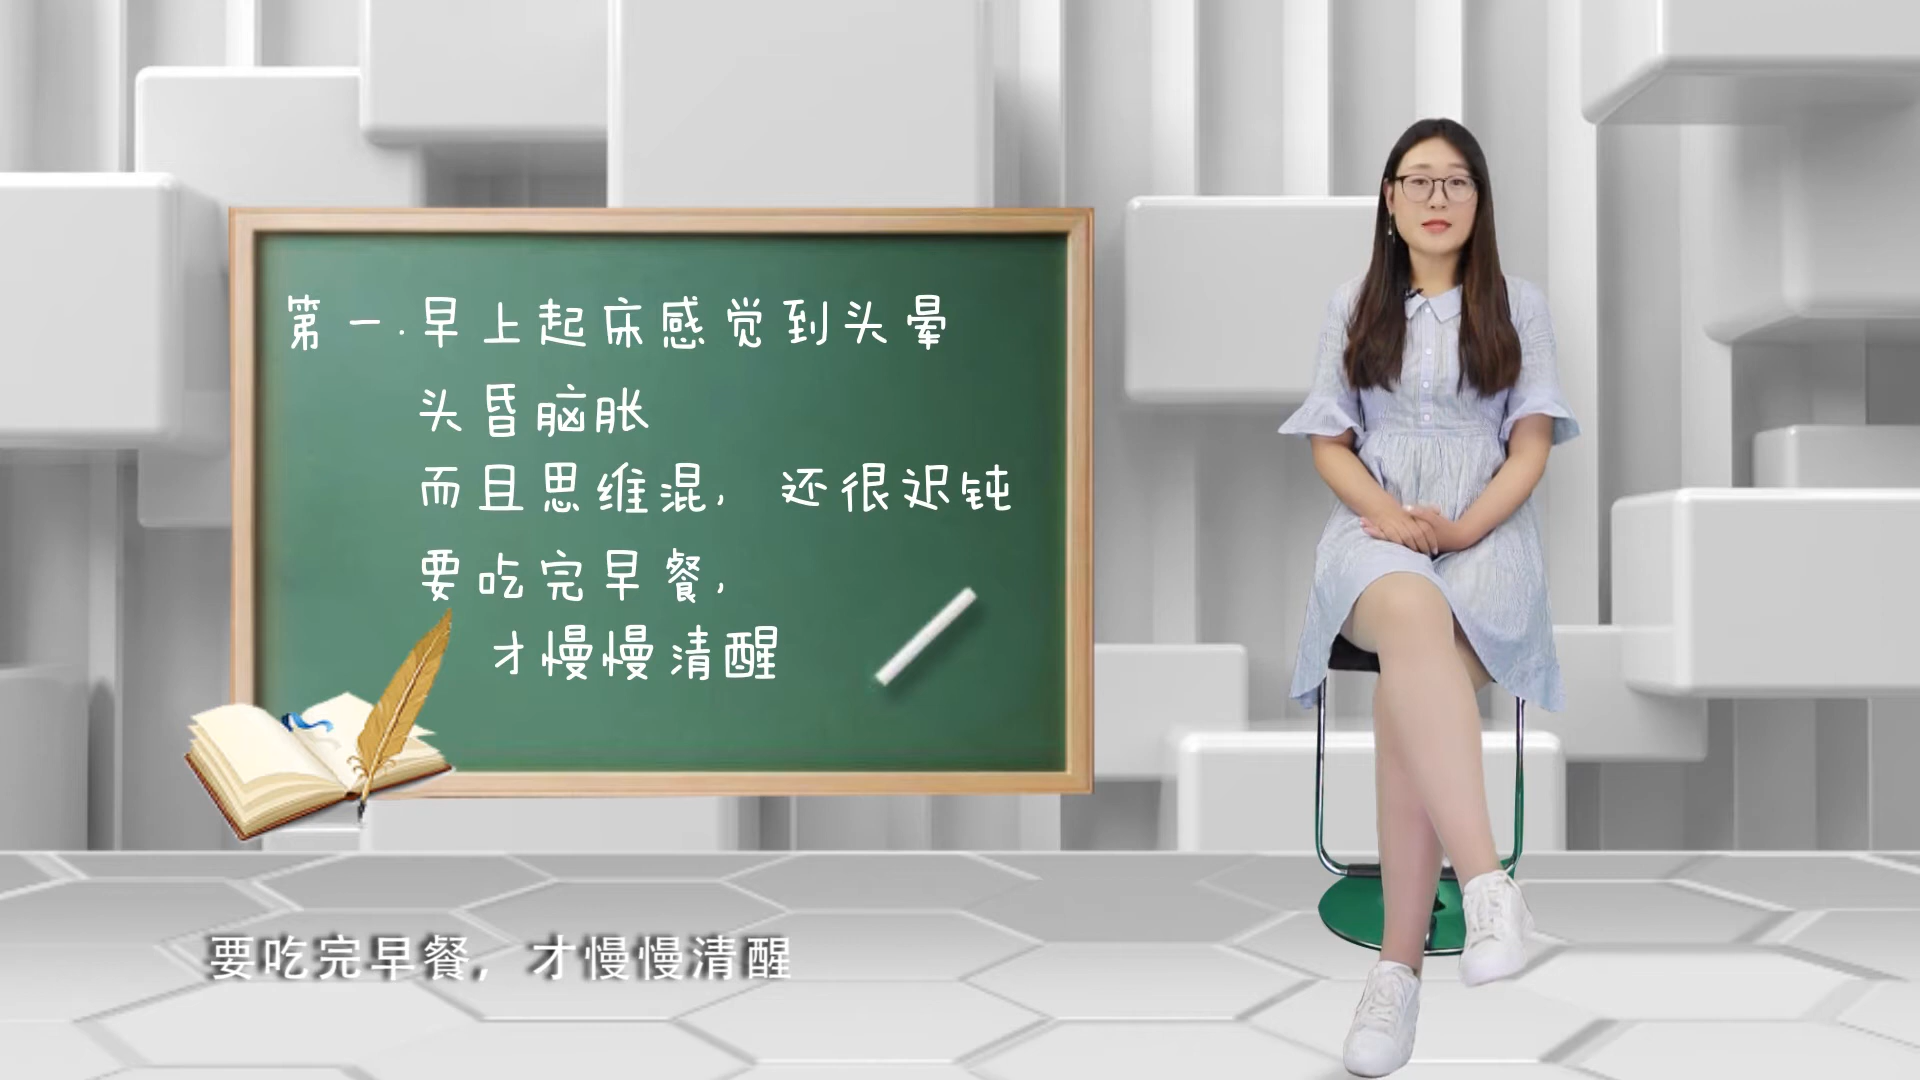 第一.早上起床感觉到头晕
头昏脑胀
而且思维混, 还很迟钝
要吃完早餐,
才慢慢清醒
要吃完早餐, 才慢慢清醒